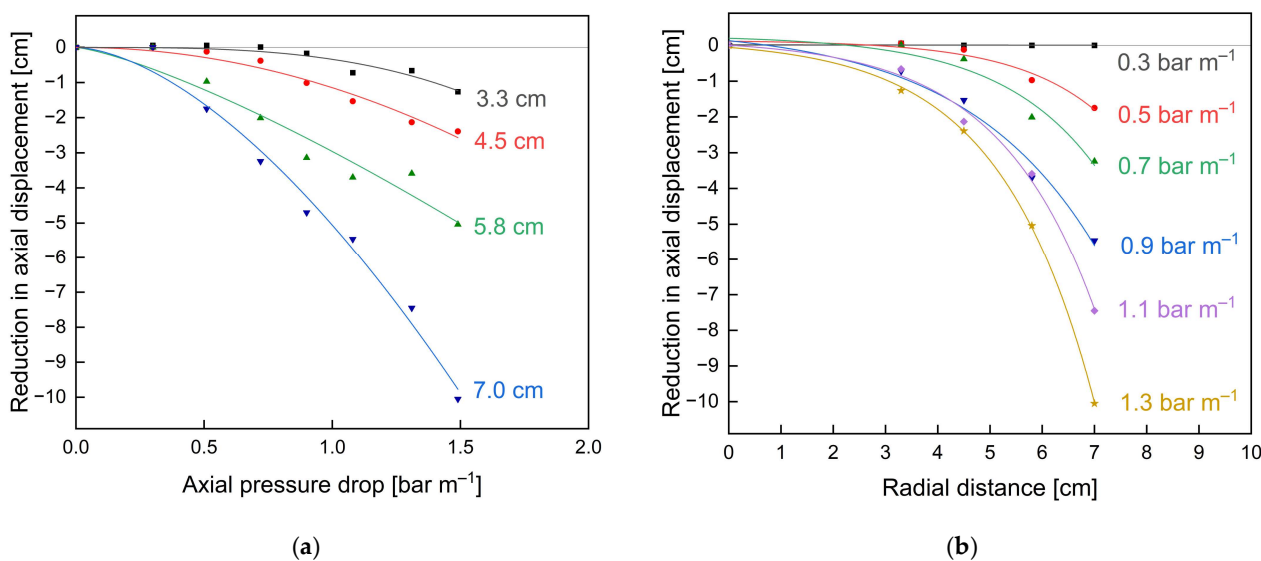 Reduction in axial displacement [cm]
0
−1
−2
−3
−4
−5
−6
−7
−8
−9
−10
0.0 0.5 1.0 1.5 2.0
Axial pressure drop [bar m⁻¹]
3.3 cm
4.5 cm
5.8 cm
7.0 cm
(a)
Reduction in axial displacement [cm]
0
−1
−2
−3
−4
−5
−6
−7
−8
−9
−10
0 1 2 3 4 5 6 7 8 9 10
Radial distance [cm]
0.3 bar m⁻¹
0.5 bar m⁻¹
0.7 bar m⁻¹
0.9 bar m⁻¹
1.1 bar m⁻¹
1.3 bar m⁻¹
(b)